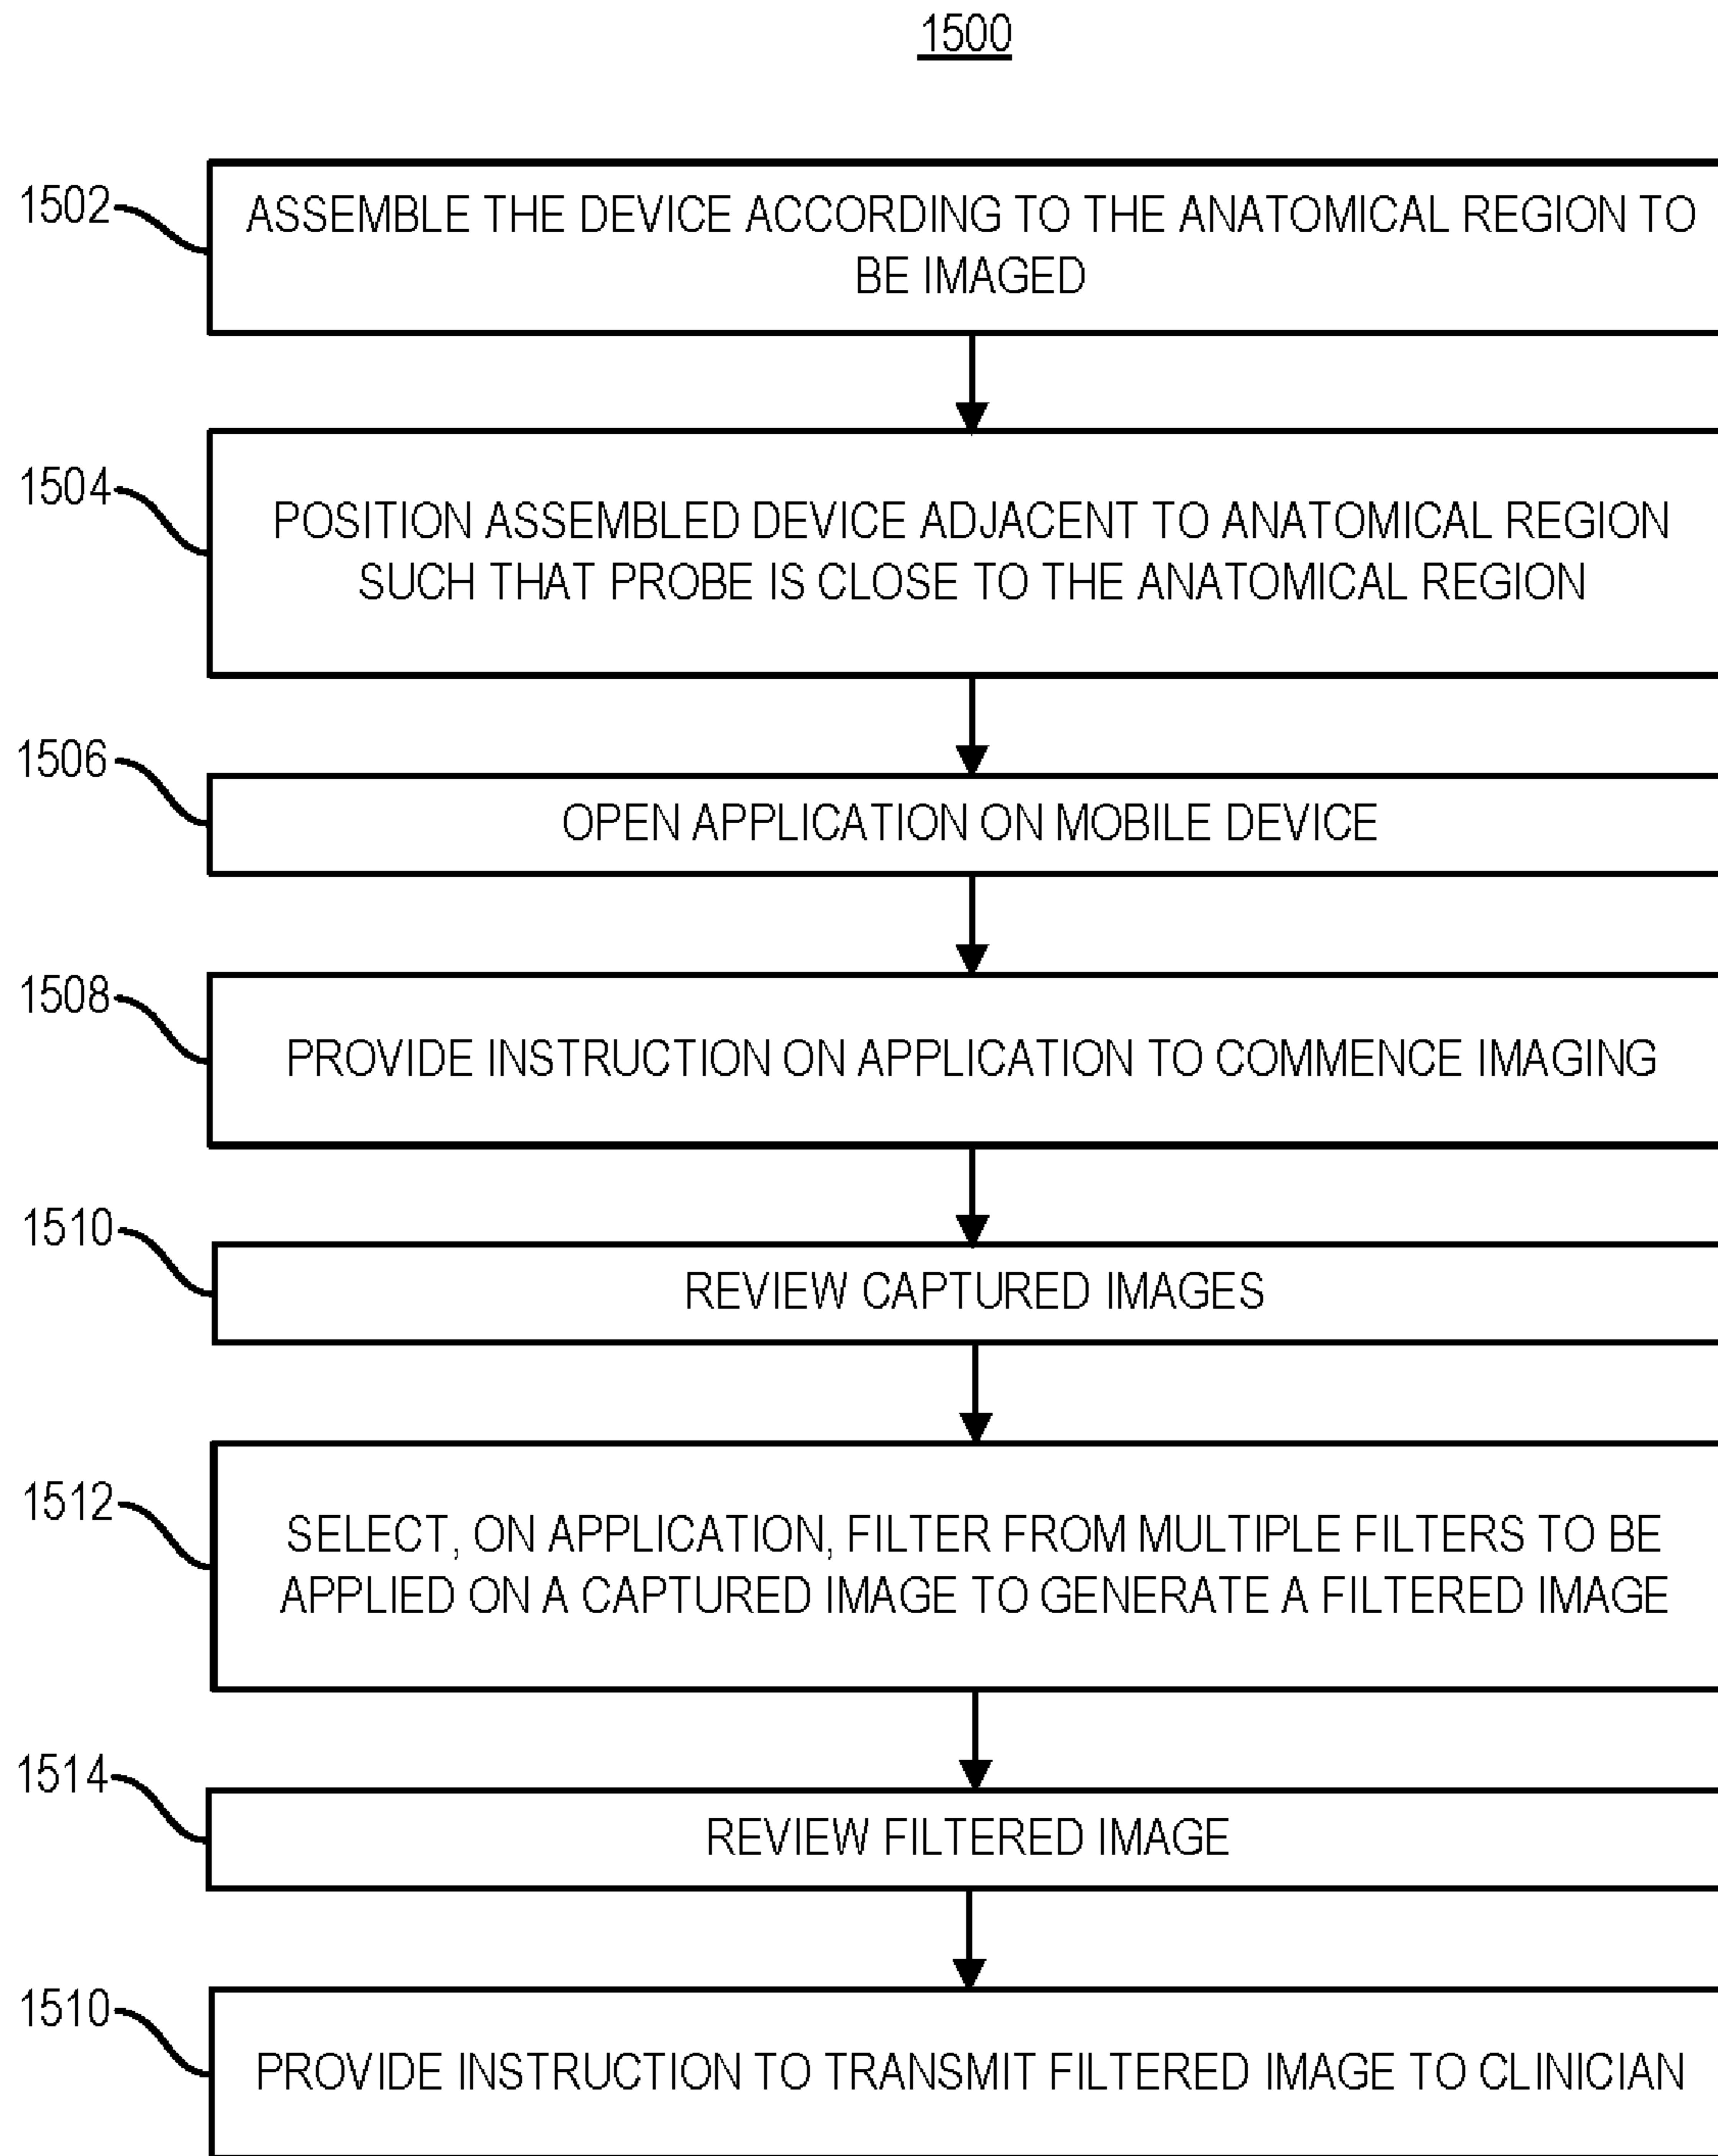 1500
1502
ASSEMBLE THE DEVICE ACCORDING TO THE ANATOMICAL REGION TO
BE IMAGED
1504
POSITION ASSEMBLED DEVICE ADJACENT TO ANATOMICAL REGION
SUCH THAT PROBE IS CLOSE TO THE ANATOMICAL REGION
1506
OPEN APPLICATION ON MOBILE DEVICE
1508
PROVIDE INSTRUCTION ON APPLICATION TO COMMENCE IMAGING
1510
REVIEW CAPTURED IMAGES
1512
SELECT, ON APPLICATION, FILTER FROM MULTIPLE FILTERS TO BE
APPLIED ON A CAPTURED IMAGE TO GENERATE A FILTERED IMAGE
1514
REVIEW FILTERED IMAGE
1510
PROVIDE INSTRUCTION TO TRANSMIT FILTERED IMAGE TO CLINICIAN